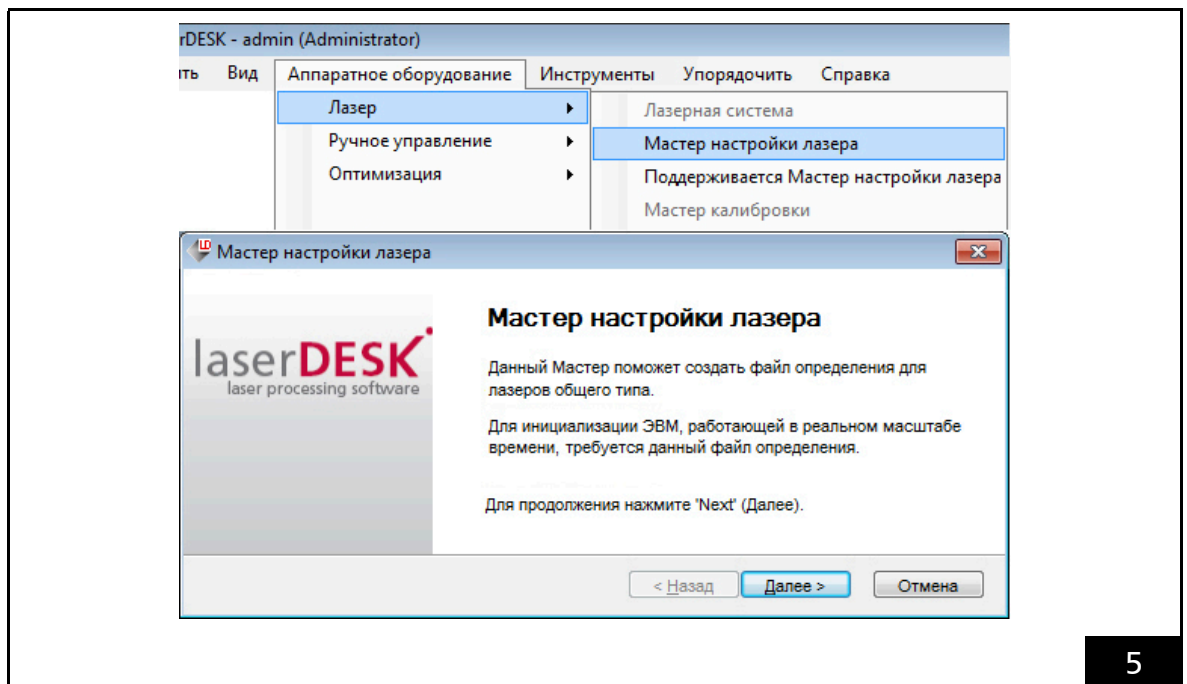 rDESK - admin (Administrator)
ть Вид Аппаратное оборудование Инструменты Упорядочить Справка
Лазер Лазерная система
Ручное управление Мастер настройки лазера
Оптимизация Поддерживается Мастер настройки лазера
Мастер калибровки
LD Мастер настройки лазера
laserDESK
laser processing software
Мастер настройки лазера
Данный Мастер поможет создать файл определения для
лазеров общего типа.
Для инициализации ЭВМ, работающей в реальном масштабе
времени, требуется данный файл определения.
Для продолжения нажмите 'Next' (Далее).
< Назад Далее > Отмена
5